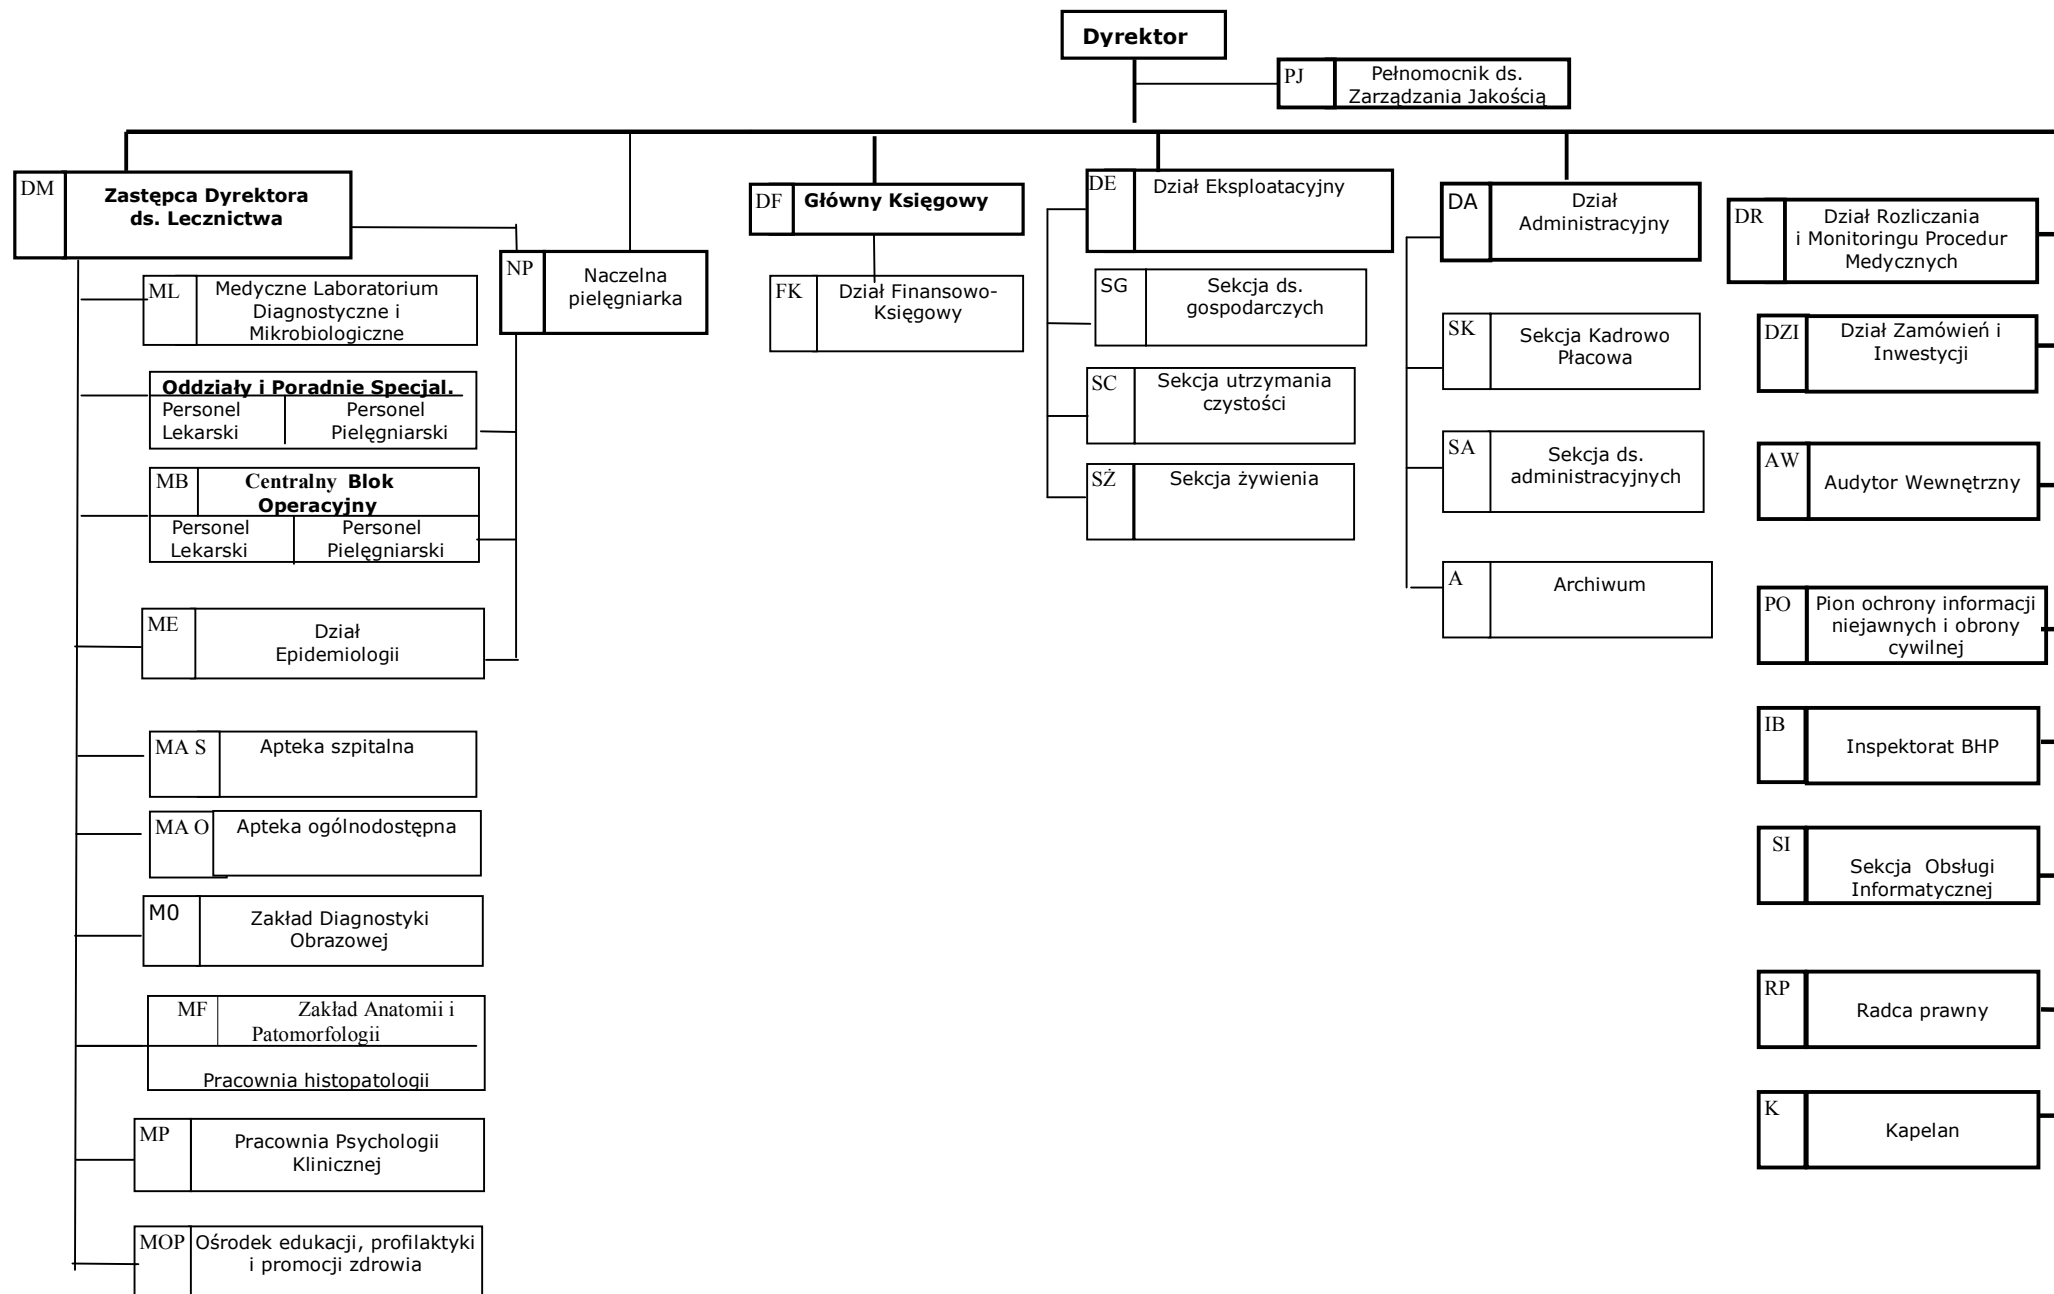 Dyrektor
PJ
Pełnomocnik ds.
Zarządzania Jakością
DM
Zastępca Dyrektora
ds. Lecznictwa
NP
Naczelna
pielęgniarka
ML
Medyczne Laboratorium
Diagnostyczne i
Mikrobiologiczne
Oddziały i Poradnie Specjal.
Personel
Lekarski
Personel
Pielęgniarski
MB
Centralny Blok
Operacyjny
Personel
Lekarski
Personel
Pielęgniarski
ME
Dział
Epidemiologii
MA S
Apteka szpitalna
MA O
Apteka ogólnodostępna
M0
Zakład Diagnostyki
Obrazowej
MF
Zakład Anatomii i
Patomorfologii
Pracownia histopatologii
MP
Pracownia Psychologii
Klinicznej
MOP
Ośrodek edukacji, profilaktyki
i promocji zdrowia
DF
Główny Księgowy
FK
Dział Finansowo-
Księgowy
DE
Dział Eksploatacyjny
SG
Sekcja ds.
gospodarczych
SC
Sekcja utrzymania
czystości
SŻ
Sekcja żywienia
DA
Dział
Administracyjny
SK
Sekcja Kadrowo
Płacowa
SA
Sekcja ds.
administracyjnych
A
Archiwum
DR
Dział Rozliczania
i Monitoringu Procedur
Medycznych
DZI
Dział Zamówień i
Inwestycji
AW
Audytor Wewnętrzny
PO
Pion ochrony informacji
niejawnych i obrony
cywilnej
IB
Inspektorat BHP
SI
Sekcja Obsługi
Informatycznej
RP
Radca prawny
K
Kapelan